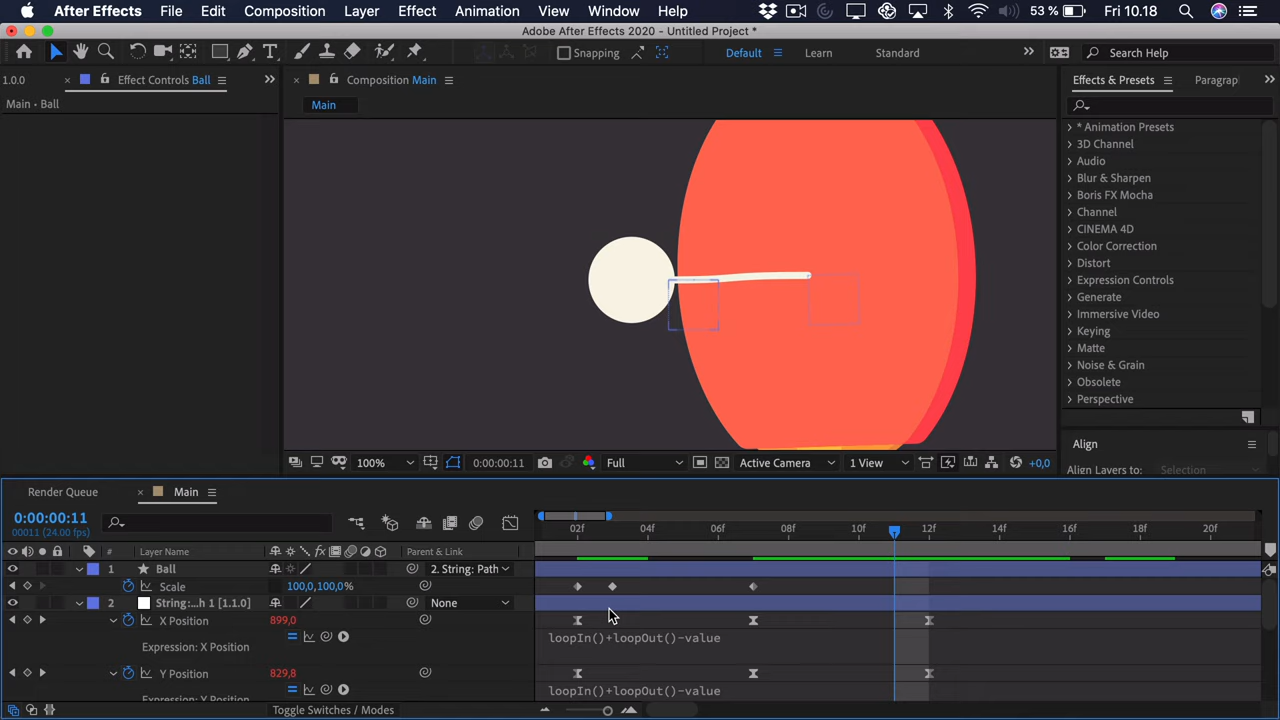 After Effects File Edit Composition Layer Effect Animation View Window Help 53 % Fri 10.18
Adobe After Effects 2020 - Untitled Project *
Snapping Default Learn Standard Search Help
1.0.0 Effect Controls Ball Composition Main Effects & Presets Paragrap
Main • Ball
Main
* Animation Presets
3D Channel
Audio
Blur & Sharpen
Boris FX Mocha
Channel
CINEMA 4D
Color Correction
Distort
Expression Controls
Generate
Immersive Video
Keying
Matte
Noise & Grain
Obsolete
Perspective
Align
Align Layers to: Selection
100% 0:00:00:11 Full Active Camera 1 View +0,0
Render Queue Main
0:00:00:11
00011 (24.00 fps)
02f 04f 06f 08f 10f 12f 14f 16f 18f 20f
# Layer Name fx Parent & Link
1 Ball 2. String: Path
Scale 100,0,100,0%
2 String:...h 1 [1.1.0] None
X Position 899,0
Expression: X Position loopIn()+loopOut()-value
Y Position 829,8
Expression: Y Position loopIn()+loopOut()-value
Toggle Switches / Modes